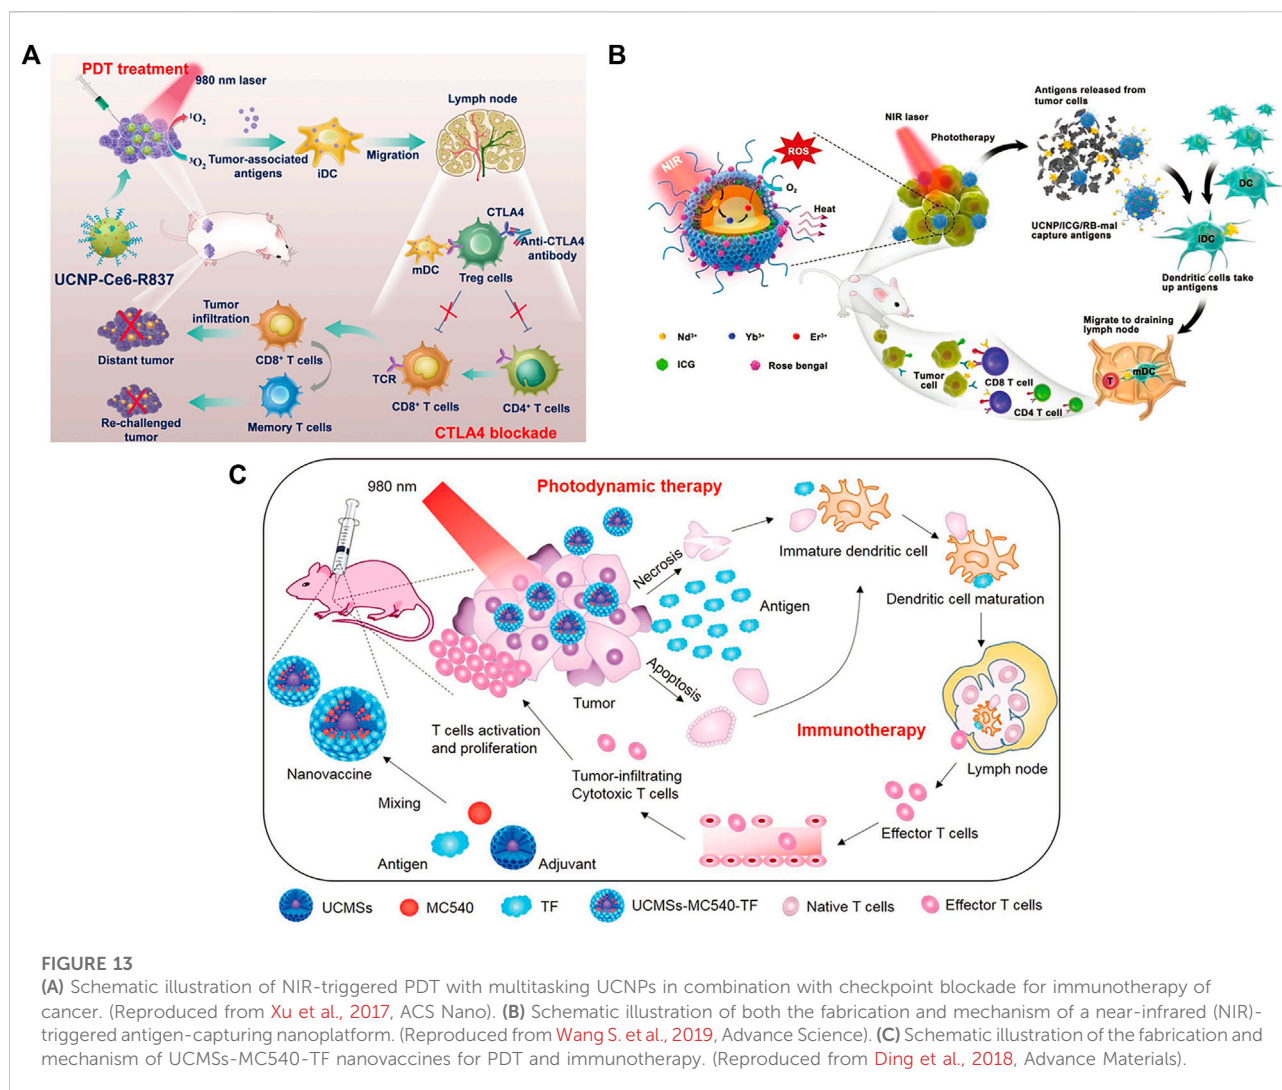 A
PDT treatment
980 nm laser
¹O₂
³O₂
Tumor-associated
antigens
iDC
Migration
Lymph node
UCNP-Ce6-R837
CTLA4
Anti-CTLA4
antibody
mDC
Treg cells
Tumor
infiltration
Distant tumor
CD8⁺ T cells
TCR
CD8⁺ T cells
CD4⁺ T cells
Re-challenged
tumor
Memory T cells
CTLA4 blockade
B
NIR laser
Phototherapy
Antigens released from
tumor cells
NIR
ROS
O₂
Heat
DC
UCNP/ICG/RB-mal
capture antigens
iDC
Dendritic cells take
up antigens
Migrate to draining
lymph node
Nd³⁺
Yb³⁺
Er³⁺
ICG
Rose bengal
Tumor
cell
CD8 T cell
CD4 T cell
T
mDC
C
980 nm
Photodynamic therapy
Necrosis
Immature dendritic cell
Antigen
Dendritic cell maturation
Apoptosis
Tumor
Immunotherapy
T cells activation
and proliferation
Nanovaccine
Lymph node
Mixing
Tumor-infiltrating
Cytotoxic T cells
Effector T cells
Antigen
Adjuvant
UCMSs
MC540
TF
UCMSs-MC540-TF
Native T cells
Effector T cells
FIGURE 13
(A) Schematic illustration of NIR-triggered PDT with multitasking UCNPs in combination with checkpoint blockade for immunotherapy of
cancer. (Reproduced from Xu et al., 2017, ACS Nano). (B) Schematic illustration of both the fabrication and mechanism of a near-infrared (NIR)-
triggered antigen-capturing nanoplatform. (Reproduced from Wang S. et al., 2019, Advance Science). (C) Schematic illustration of the fabrication and
mechanism of UCMSs-MC540-TF nanovaccines for PDT and immunotherapy. (Reproduced from Ding et al., 2018, Advance Materials).